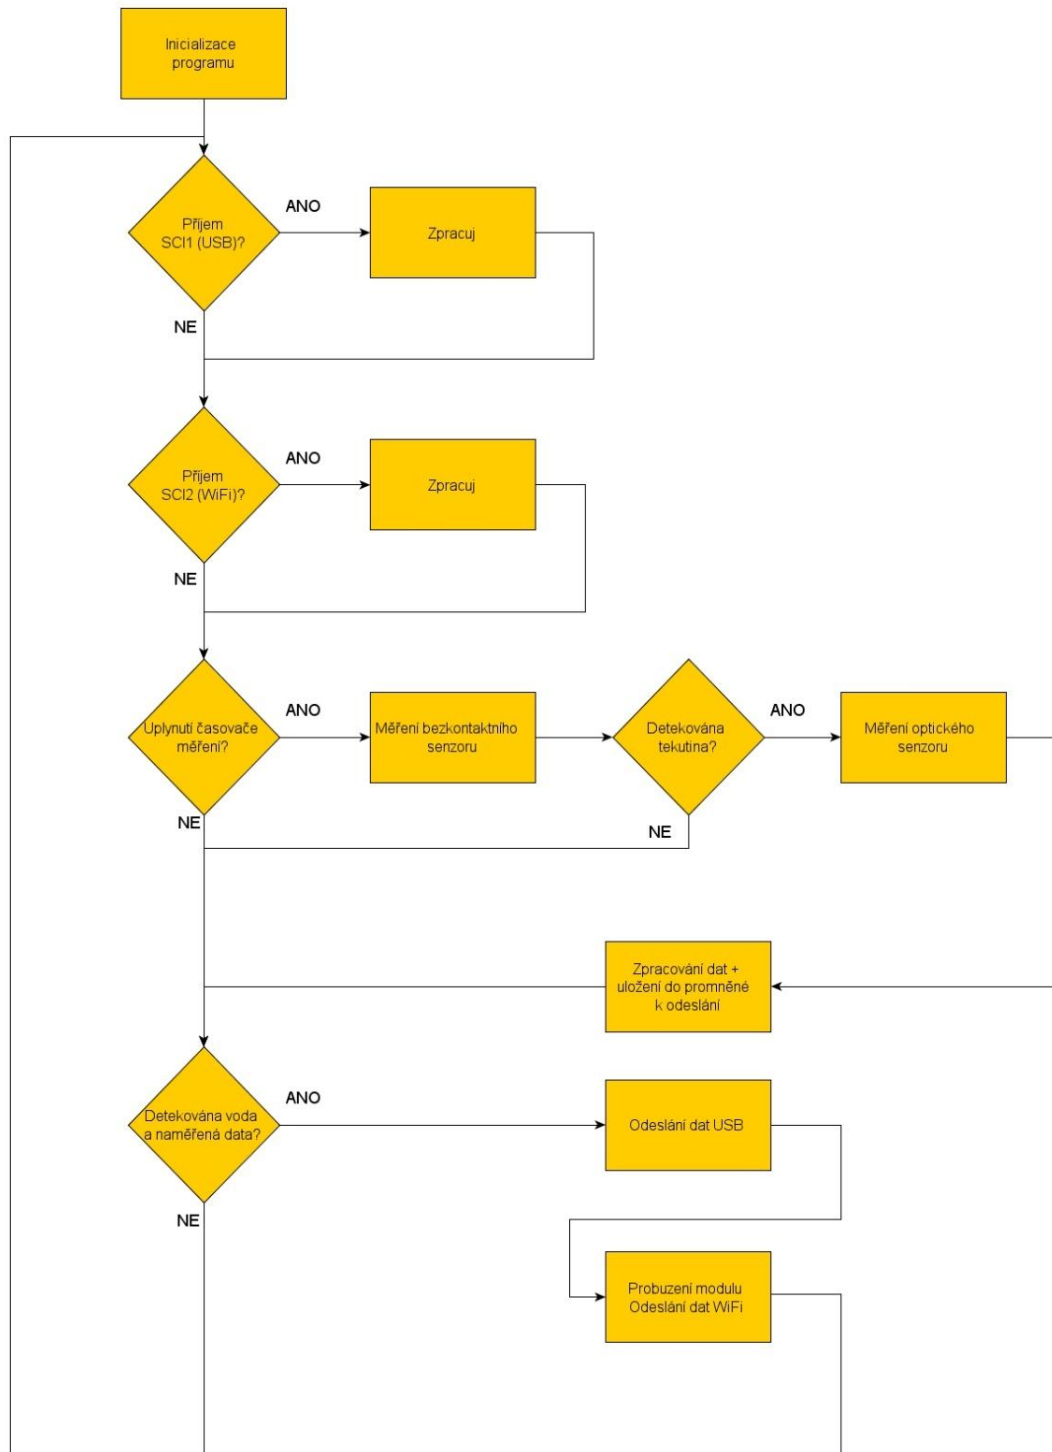 Inicializace
programu
Příjem
SCI1 (USB)?
ANO
Zpracuj
NE
Příjem
SCI2 (WiFi)?
ANO
Zpracuj
NE
Uplynutí časovače
měření?
ANO
Měření bezkontaktního
senzoru
Detekována
tekutina?
ANO
Měření optického
senzoru
NE
NE
Zpracování dat +
uložení do promněné
k odeslání
Detekována voda
a naměřená data?
ANO
Odeslání dat USB
NE
Probuzení modulu
Odeslání dat WiFi